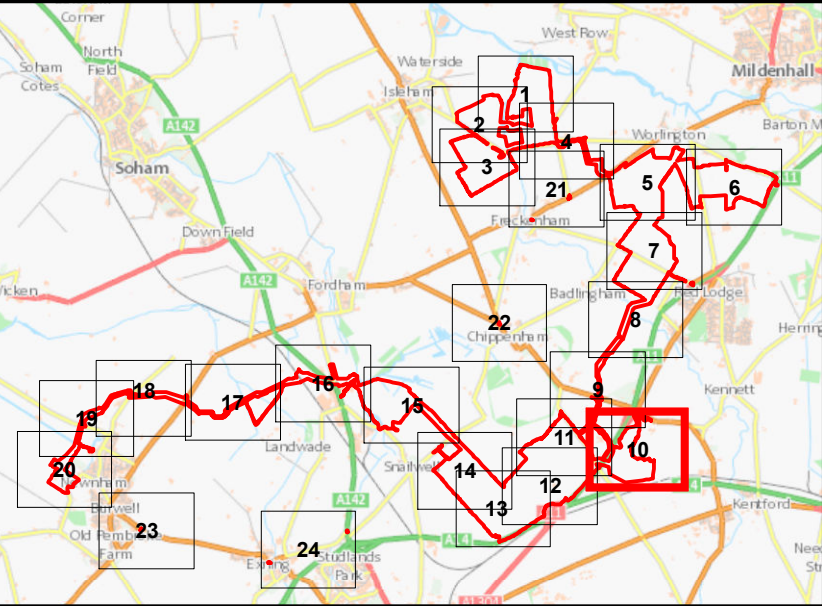 Corner
West Row
North
Field
Soham
Cotes
Waterside
Isleham
Mildenhall
1
2
A142
4
Worlington
Barton M
Soham
3
5
6
A11
21
Freckenham
Down Field
7
A142
Fordham
Badlingham
Red Lodge
22
8
Chippenham
Herring
A11
16
Kennett
18
17
15
9
19
11
10
Landwade
Snailwell
14
20
Newnham
12
A14
A142
13
Kentford
Burwell
23
Old Pembroke
Farm
24
A14
Exning
Studlands
Park
A1304